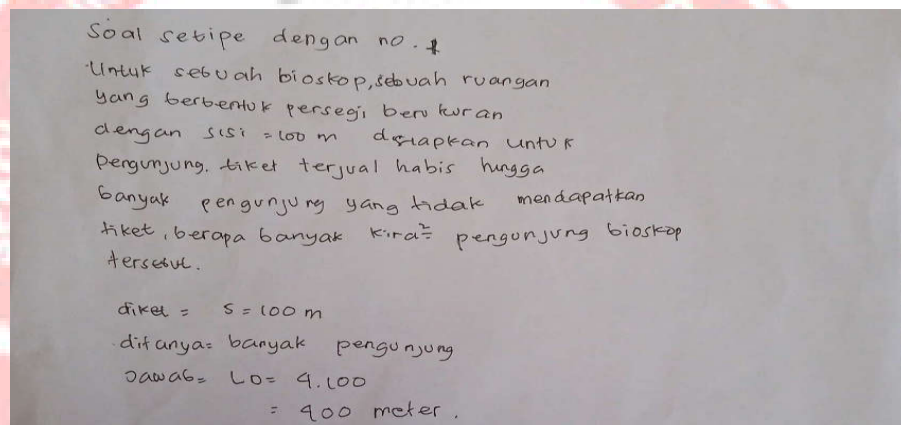 Soal setipe dengan no. 1
Untuk sebuah bioskop, sebuah ruangan
yang berbentuk persegi berukuran
dengan sisi = 100 m disiapkan untuk
pengunjung. tiket terjual habis hingga
banyak pengunjung yang tidak mendapatkan
tiket, berapa banyak kira² pengunjung bioskop
tersebut.
diket = S = 100 m
ditanya = banyak pengunjung
Jawab = LO = 4.100
= 400 meter.